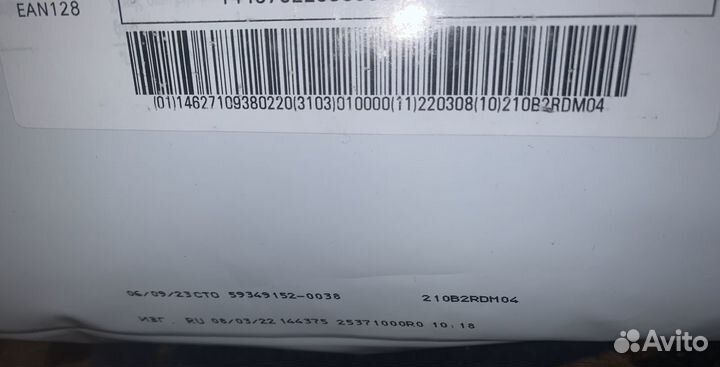 EAN128
(01)14627109380220(3103)010000(11)220308(10)210B2RDM04
06/09/23CTO 59349152-0038 210B2RDM04
ИЗГ. RU 08/03/22 144375 25371000R0 10:18
Avito